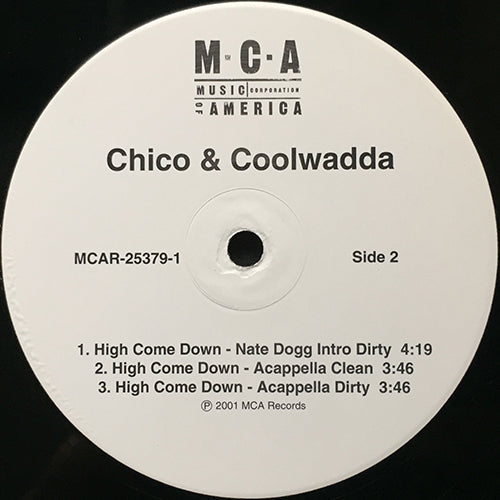 M·C·A
MUSIC CORPORATION
OF AMERICA
Chico & Coolwadda
MCAR-25379-1
Side 2
1. High Come Down - Nate Dogg Intro Dirty 4:19
2. High Come Down - Acappella Clean 3:46
3. High Come Down - Acappella Dirty 3:46
℗ 2001 MCA Records